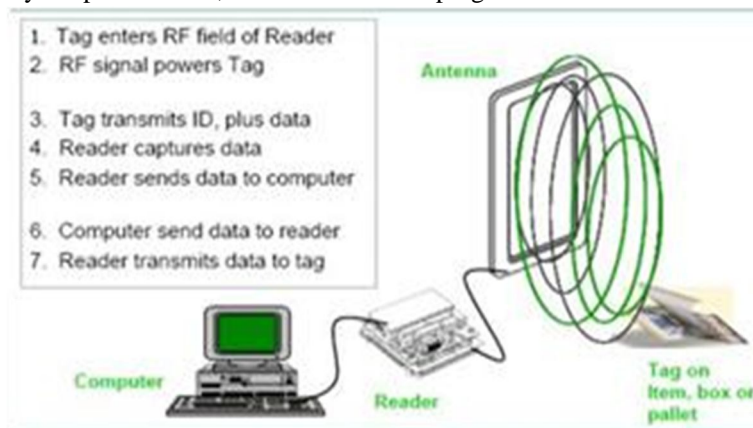 1. Tag enters RF field of Reader
2. RF signal powers Tag
3. Tag transmits ID, plus data
4. Reader captures data
5. Reader sends data to computer
6. Computer send data to reader
7. Reader transmits data to tag
Antenna
Computer
Reader
Tag on
Item, box or
pallet